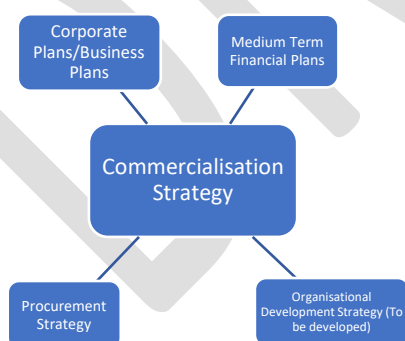 Corporate
Plans/Business
Plans
Medium Term
Financial Plans
Commercialisation
Strategy
Procurement
Strategy
Organisational
Development Strategy (To
be developed)